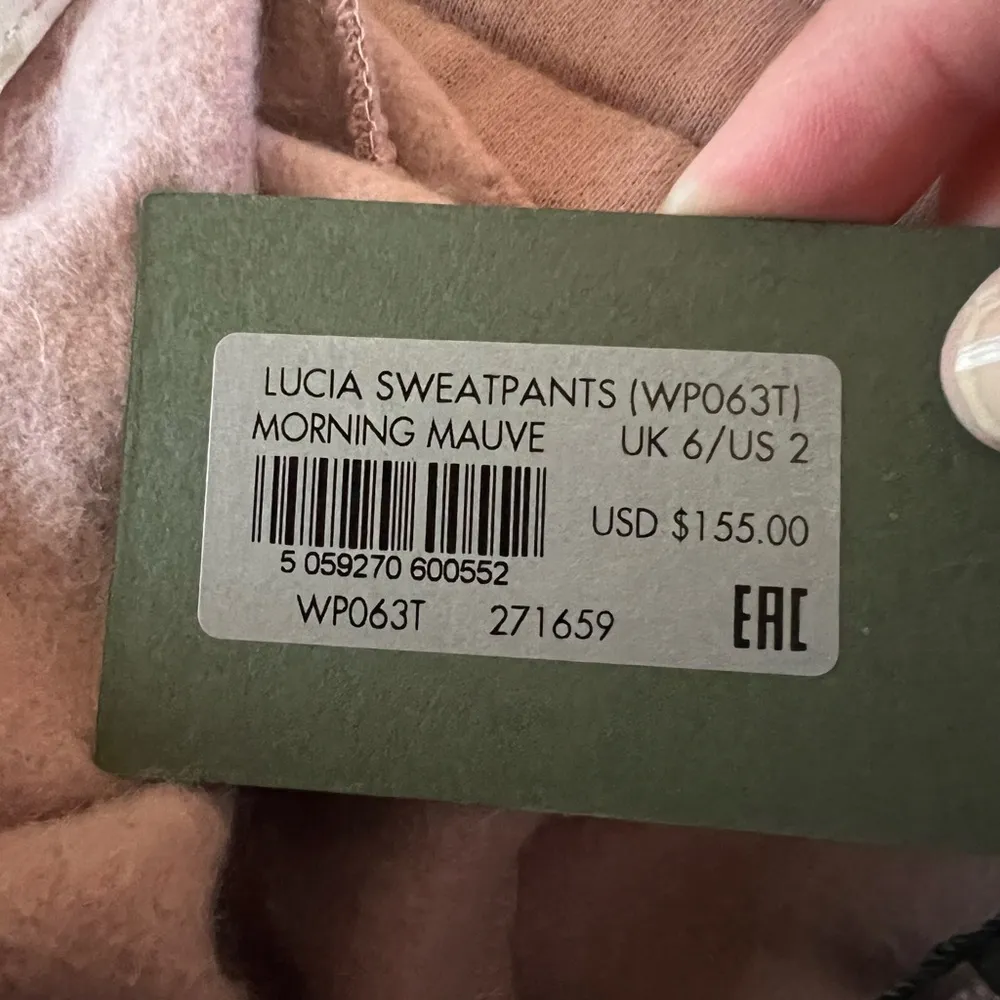 LUCIA SWEATPANTS (WP063T)
MORNING MAUVE UK 6/US 2
USD $155.00
5 059270 600552
WP063T 271659 EAC